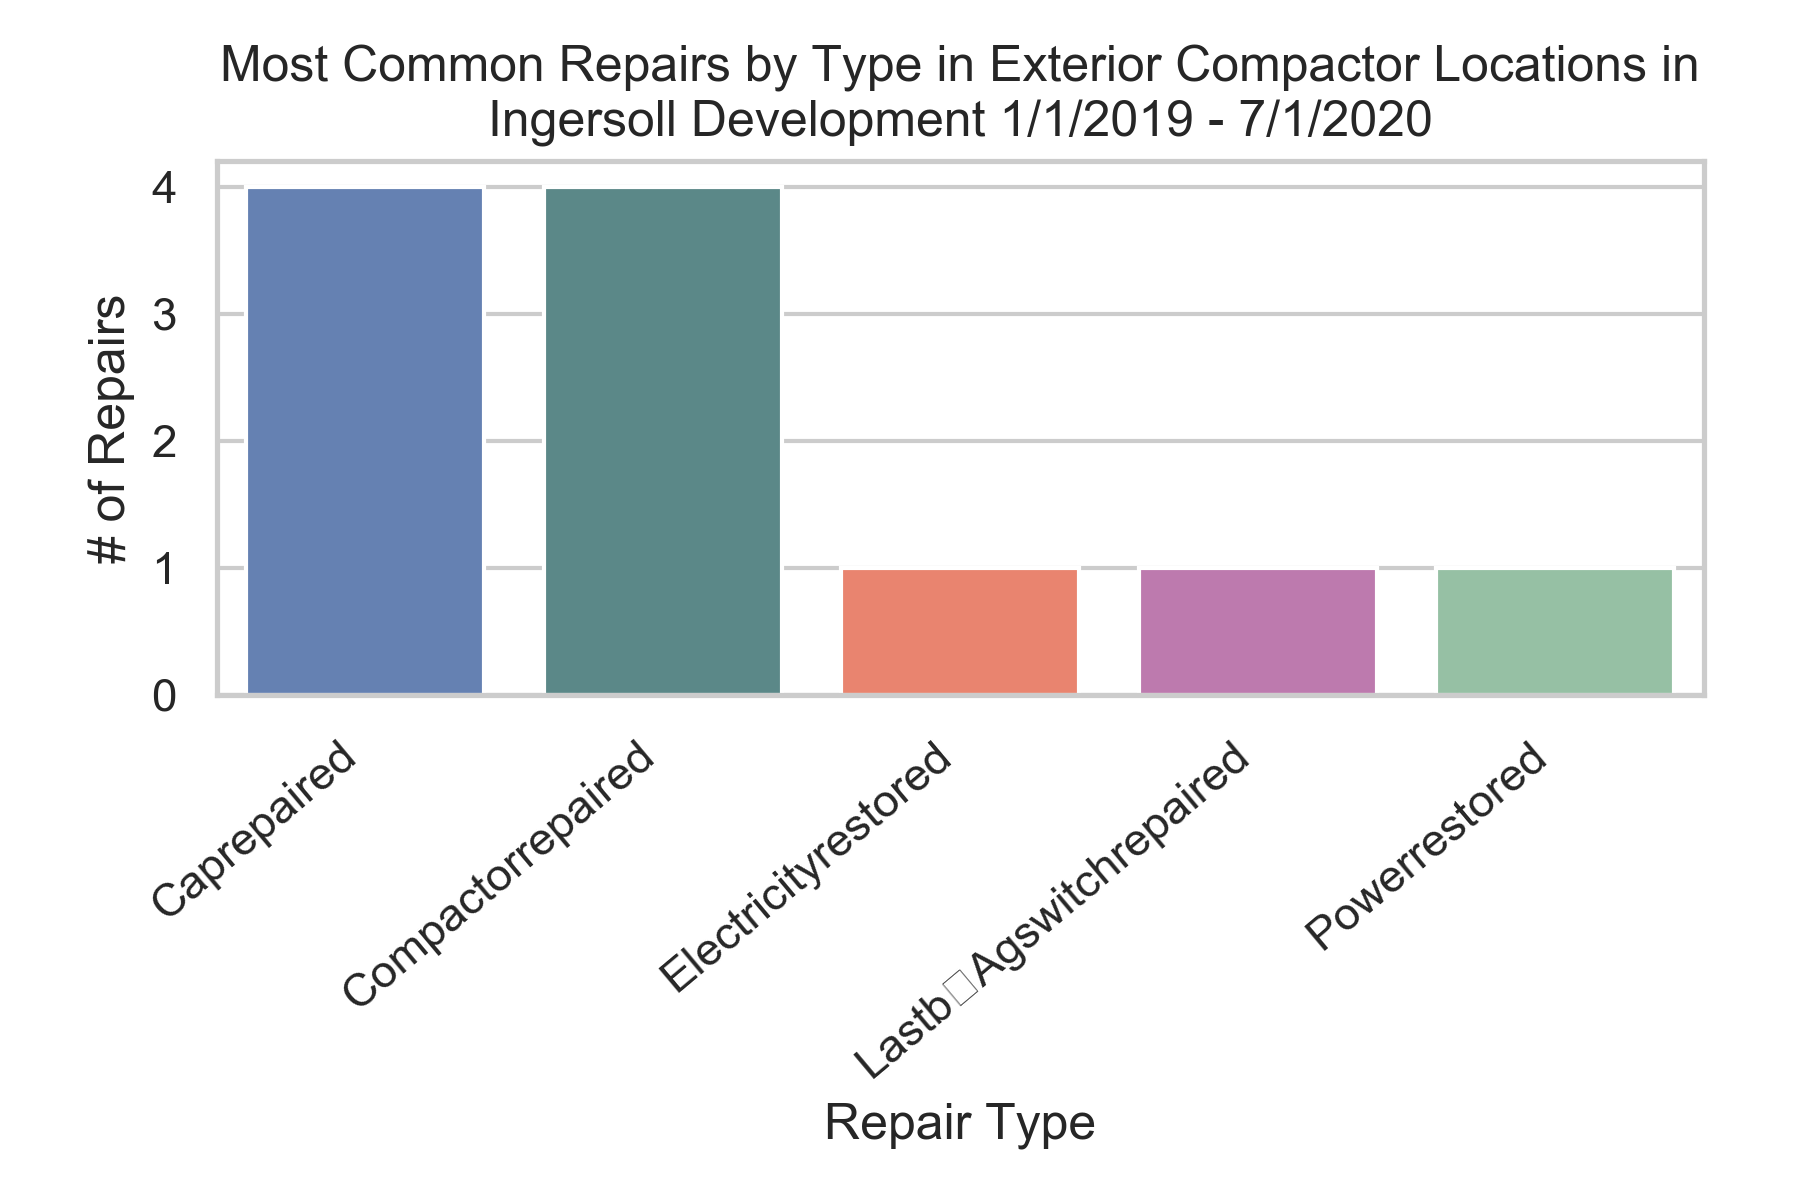 Most Common Repairs by Type in Exterior Compactor Locations in
Ingersoll Development 1/1/2019 - 7/1/2020
# of Repairs
4
3
2
1
0
Caprepaired
Compactorrepaired
Electricityrestored
Lastb□Agswitchrepaired
Powerrestored
Repair Type